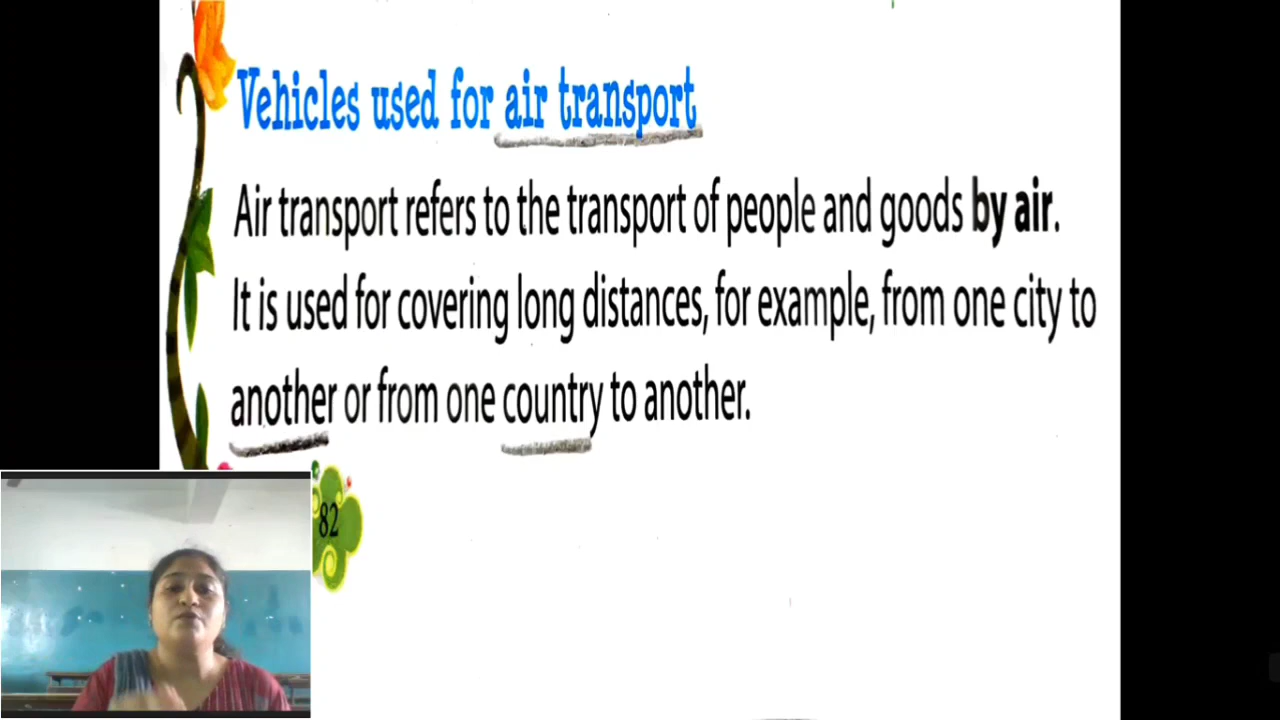 Vehicles used for air transport
Air transport refers to the transport of people and goods by air.
It is used for covering long distances, for example, from one city to
another or from one country to another.
82